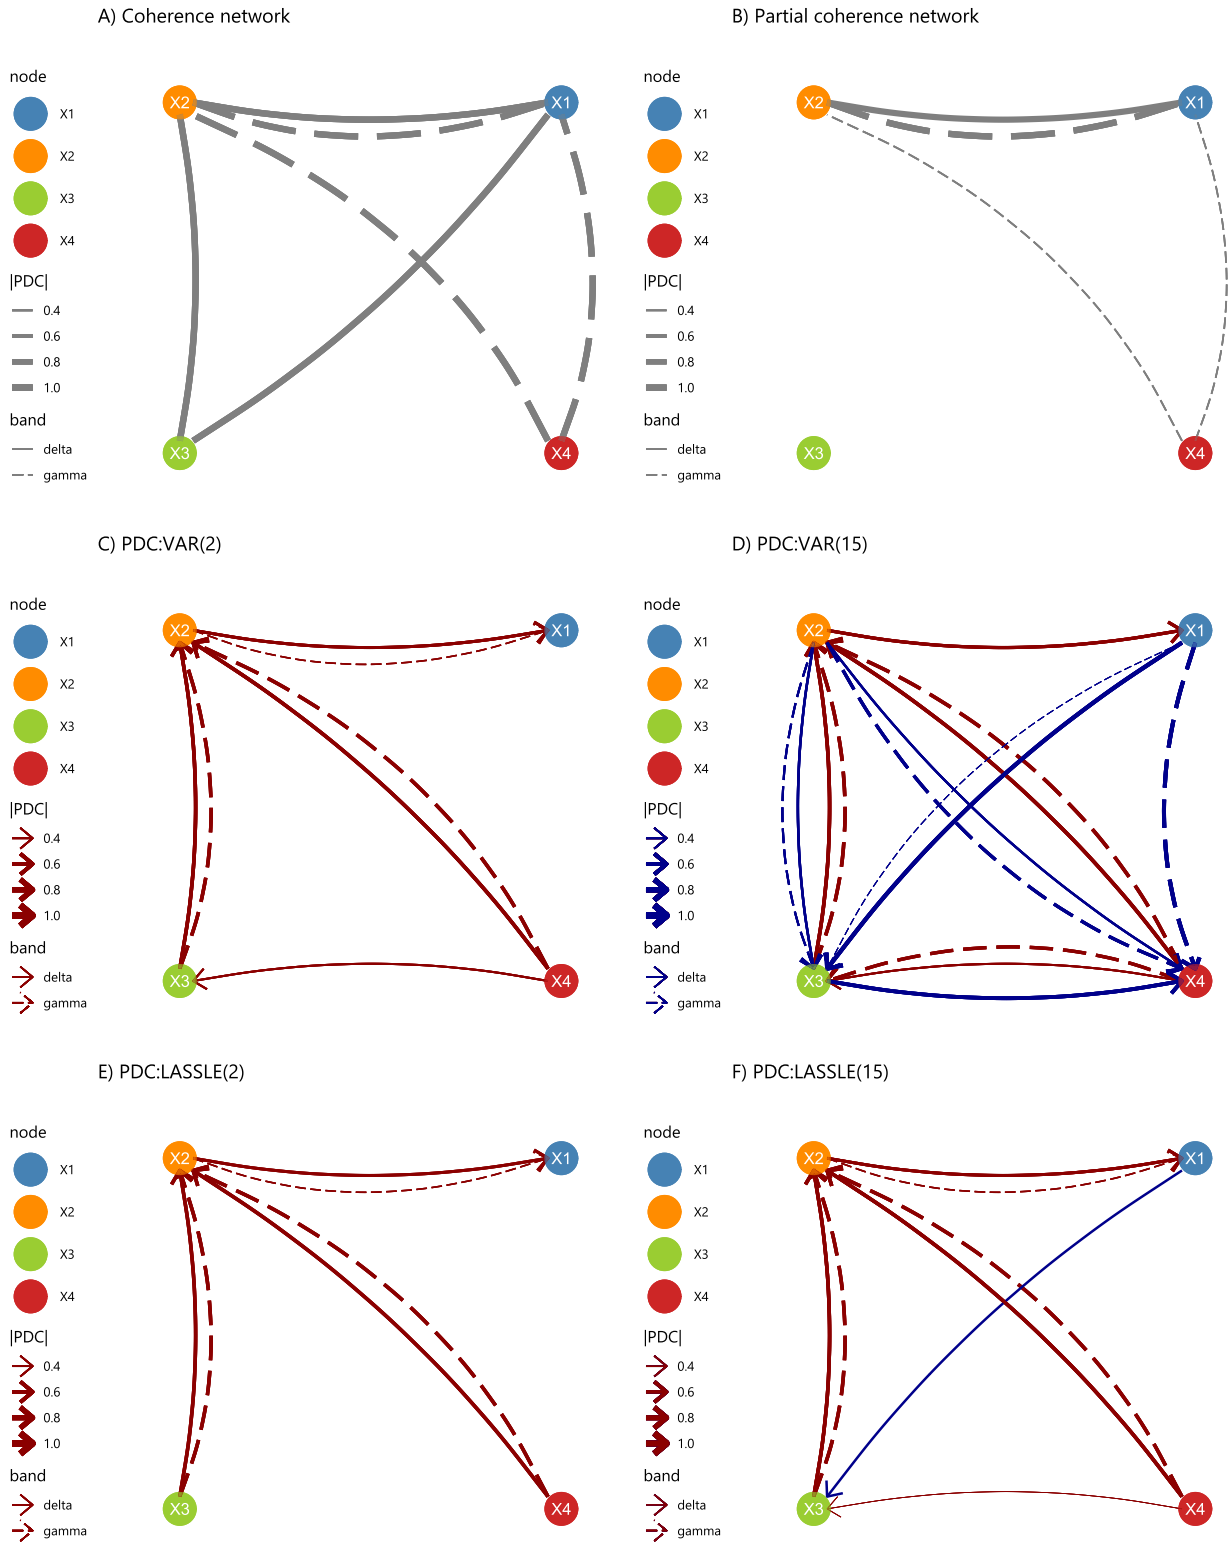 A) Coherence network
node
X1
X2
X3
X4
|PDC|
0.4
0.6
0.8
1.0
band
delta
gamma
X2
X1
X3
X4
B) Partial coherence network
node
X1
X2
X3
X4
|PDC|
0.4
0.6
0.8
1.0
band
delta
gamma
X2
X1
X3
X4
C) PDC:VAR(2)
node
X1
X2
X3
X4
|PDC|
0.4
0.6
0.8
1.0
band
delta
gamma
X2
X1
X3
X4
D) PDC:VAR(15)
node
X1
X2
X3
X4
|PDC|
0.4
0.6
0.8
1.0
band
delta
gamma
X2
X1
X3
X4
E) PDC:LASSLE(2)
node
X1
X2
X3
X4
|PDC|
0.4
0.6
0.8
1.0
band
delta
gamma
X2
X1
X3
X4
F) PDC:LASSLE(15)
node
X1
X2
X3
X4
|PDC|
0.4
0.6
0.8
1.0
band
delta
gamma
X2
X1
X3
X4